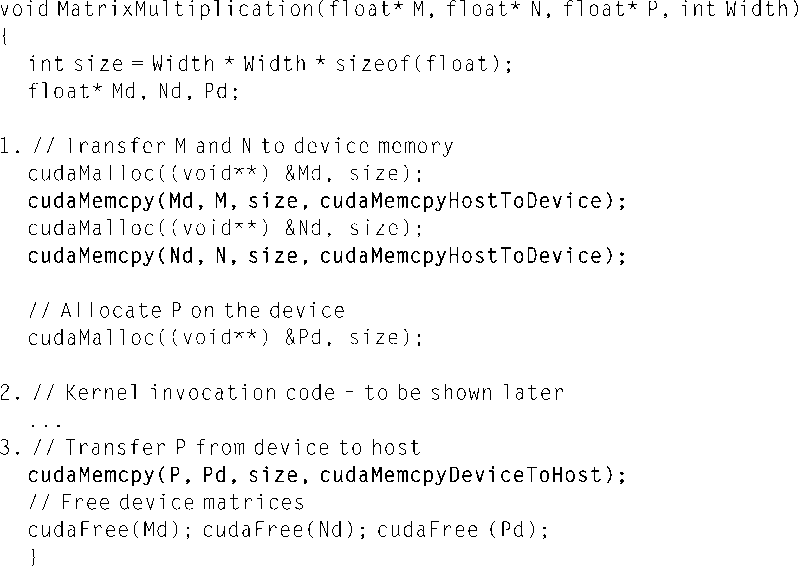 void MatrixMultiplication(float* M, float* N, float* P, int Width)
{
int size = Width * Width * sizeof(float);
float* Md, Nd, Pd;
1. // Transfer M and N to device memory
cudaMalloc((void**) &Md, size);
cudaMemcpy(Md, M, size, cudaMemcpyHostToDevice);
cudaMalloc((void**) &Nd, size);
cudaMemcpy(Nd, N, size, cudaMemcpyHostToDevice);
// Allocate P on the device
cudaMalloc((void**) &Pd, size);
2. // Kernel invocation code – to be shown later
...
3. // Transfer P from device to host
cudaMemcpy(P, Pd, size, cudaMemcpyDeviceToHost);
// Free device matrices
cudaFree(Md); cudaFree(Nd); cudaFree (Pd);
}